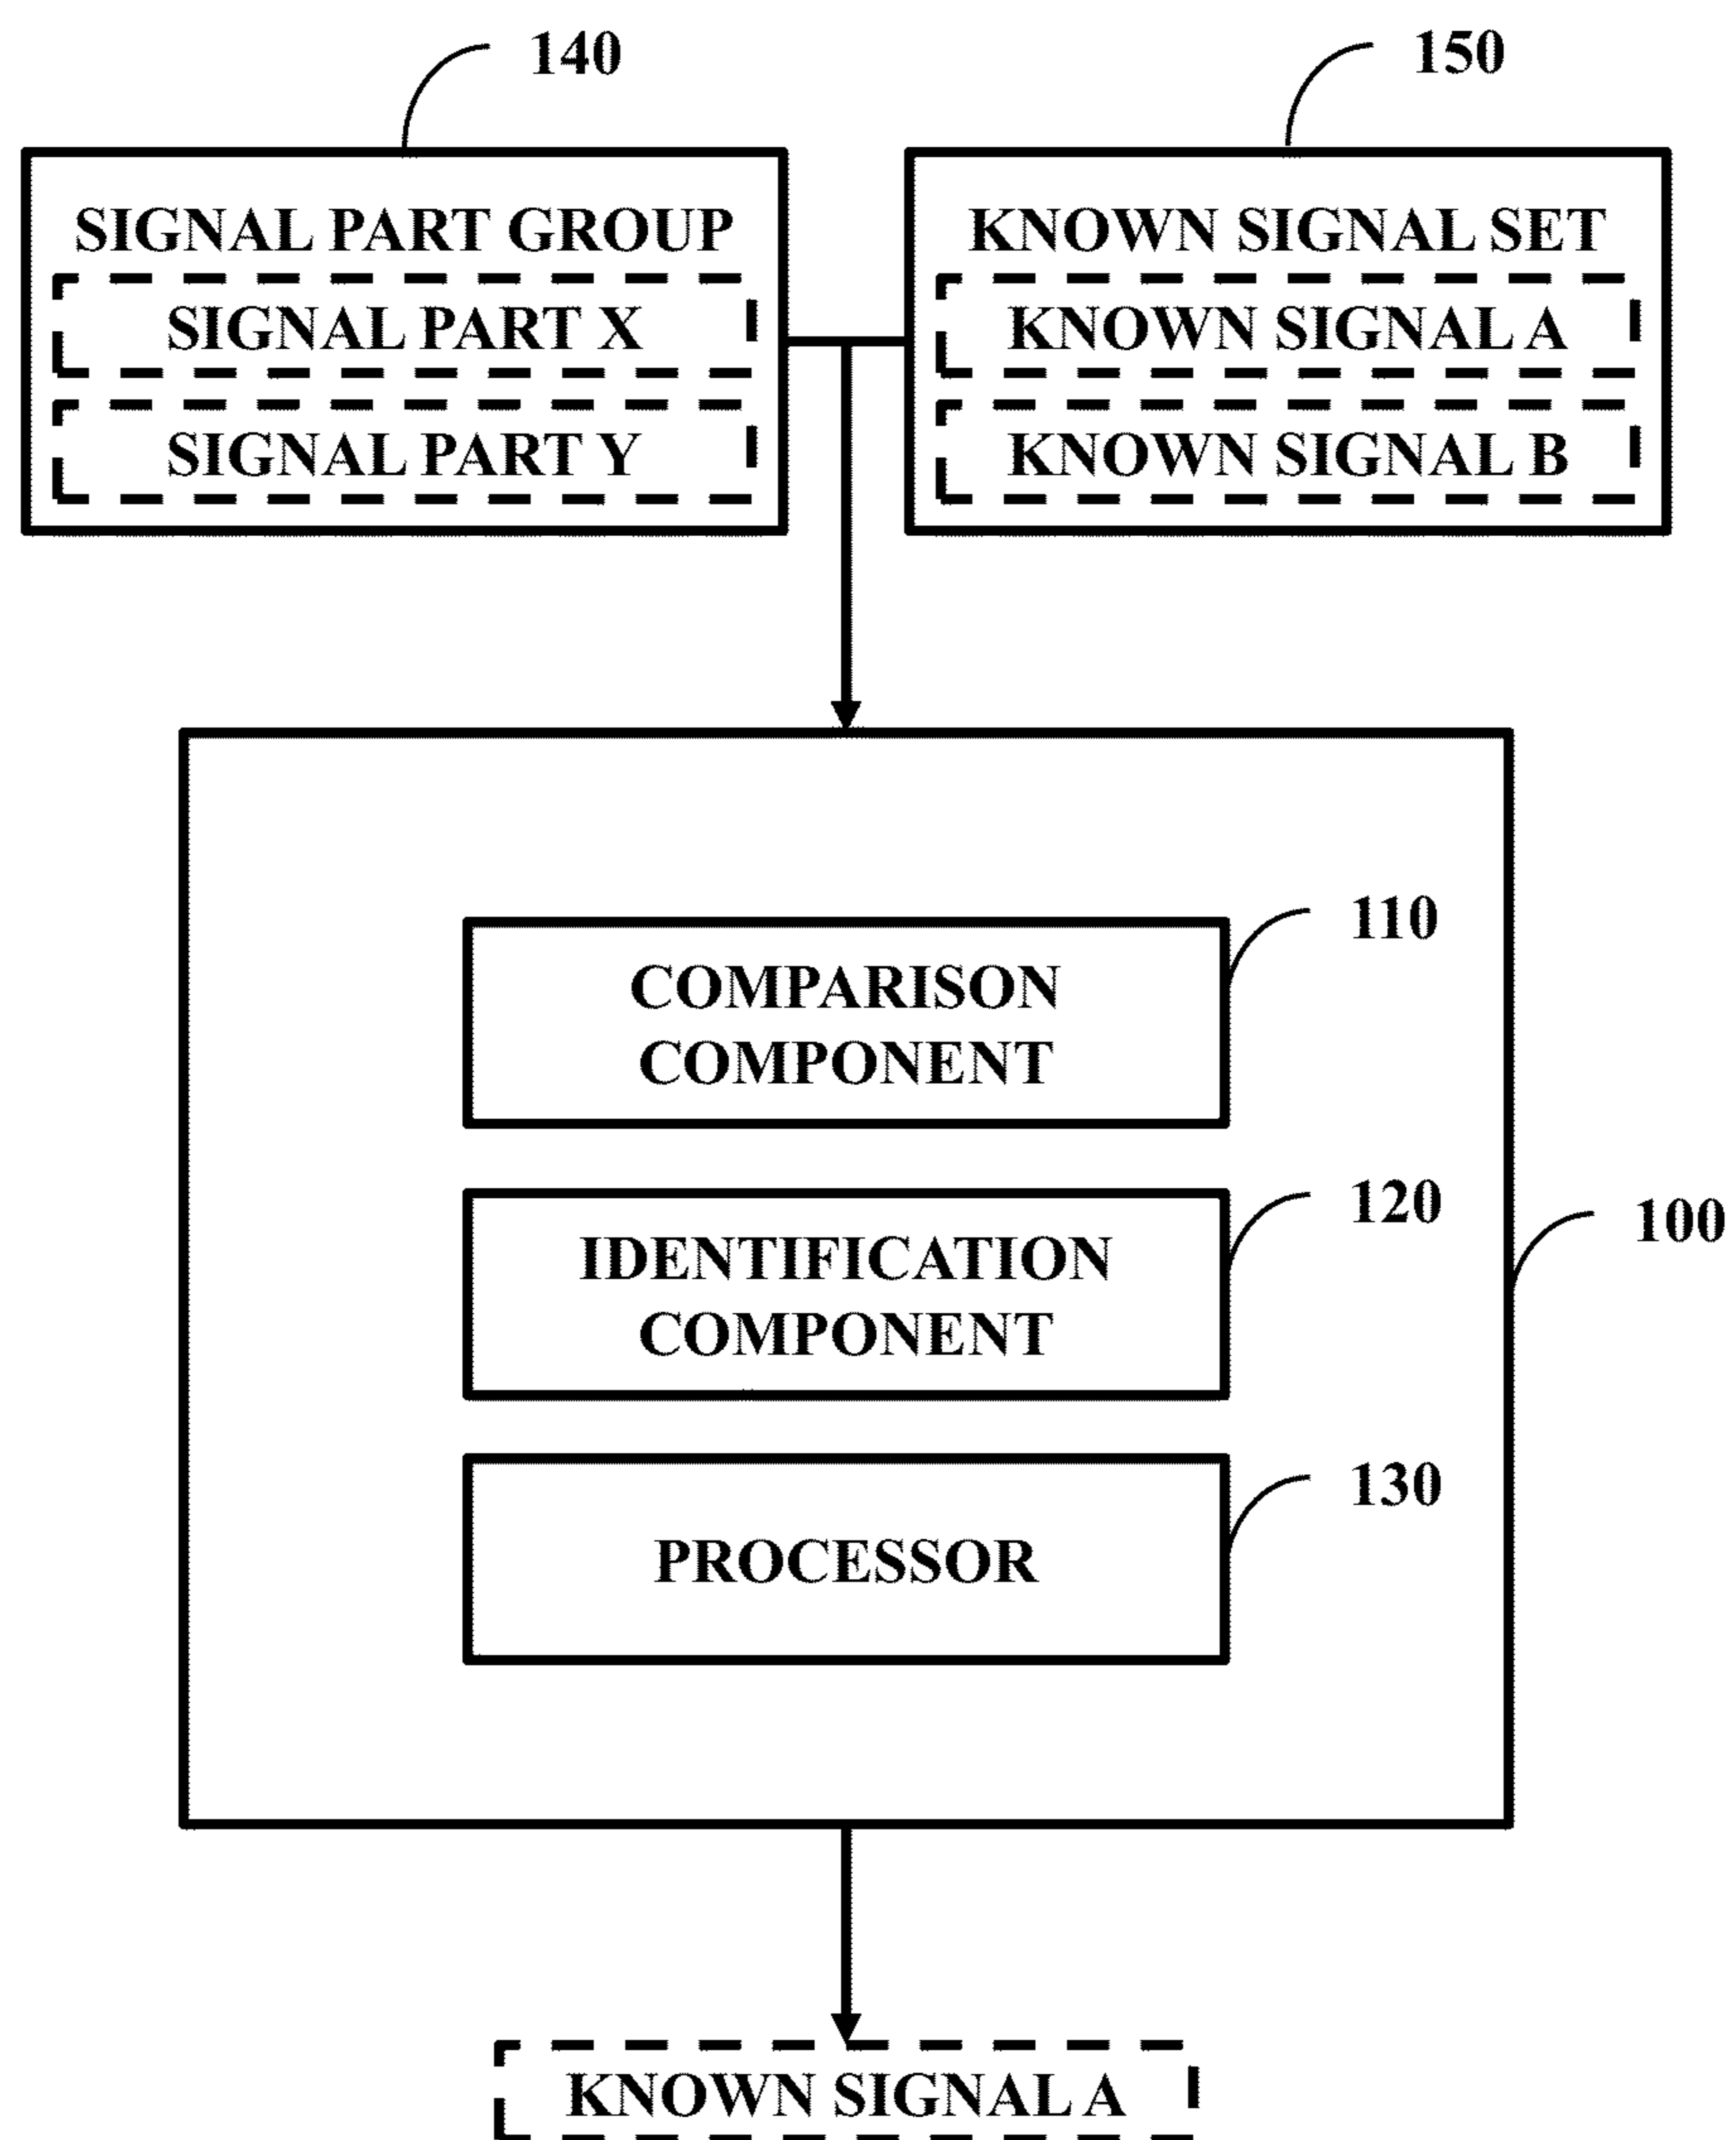 140
150
SIGNAL PART GROUP
SIGNAL PART X
SIGNAL PART Y
KNOWN SIGNAL SET
KNOWN SIGNAL A
KNOWN SIGNAL B
110
COMPARISON
COMPONENT
120
IDENTIFICATION
COMPONENT
100
130
PROCESSOR
KNOWN SIGNAL A